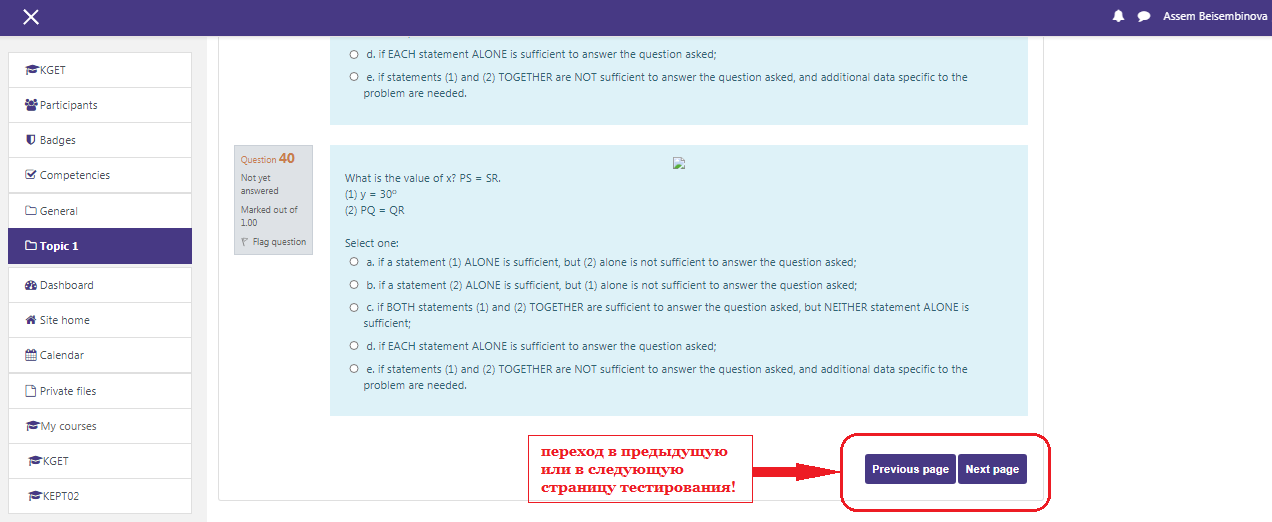 Assem Beisembinova
KGET
Participants
Badges
Competencies
General
Topic 1
Dashboard
Site home
Calendar
Private files
My courses
KGET
KEPT02
d. if EACH statement ALONE is sufficient to answer the question asked;
e. if statements (1) and (2) TOGETHER are NOT sufficient to answer the question asked, and additional data specific to the
problem are needed.
Question 40
Not yet
answered
Marked out of
1.00
Flag question
What is the value of x? PS = SR.
(1) y = 30º
(2) PQ = QR
Select one:
a. if a statement (1) ALONE is sufficient, but (2) alone is not sufficient to answer the question asked;
b. if a statement (2) ALONE is sufficient, but (1) alone is not sufficient to answer the question asked;
c. if BOTH statements (1) and (2) TOGETHER are sufficient to answer the question asked, but NEITHER statement ALONE is
sufficient;
d. if EACH statement ALONE is sufficient to answer the question asked;
e. if statements (1) and (2) TOGETHER are NOT sufficient to answer the question asked, and additional data specific to the
problem are needed.
переход в предыдущую
или в следующую
страницу тестирования!
Previous page
Next page